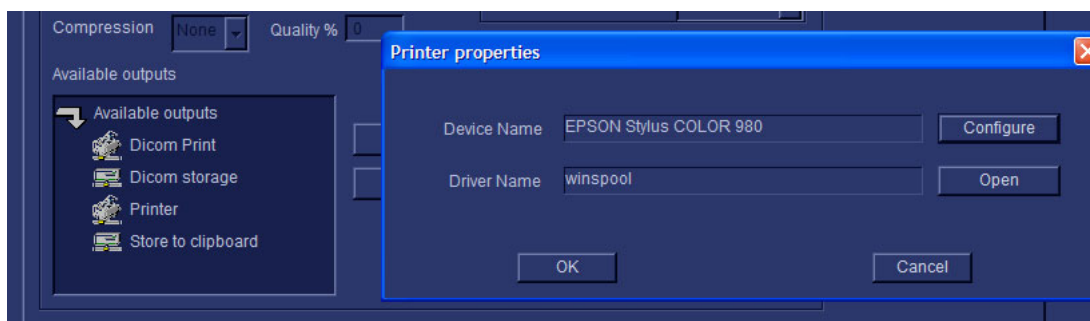 Compression None Quality % 0
Available outputs
Available outputs
Dicom Print
Dicom storage
Printer
Store to clipboard
Printer properties
Device Name EPSON Stylus COLOR 980 Configure
Driver Name winspool Open
OK Cancel